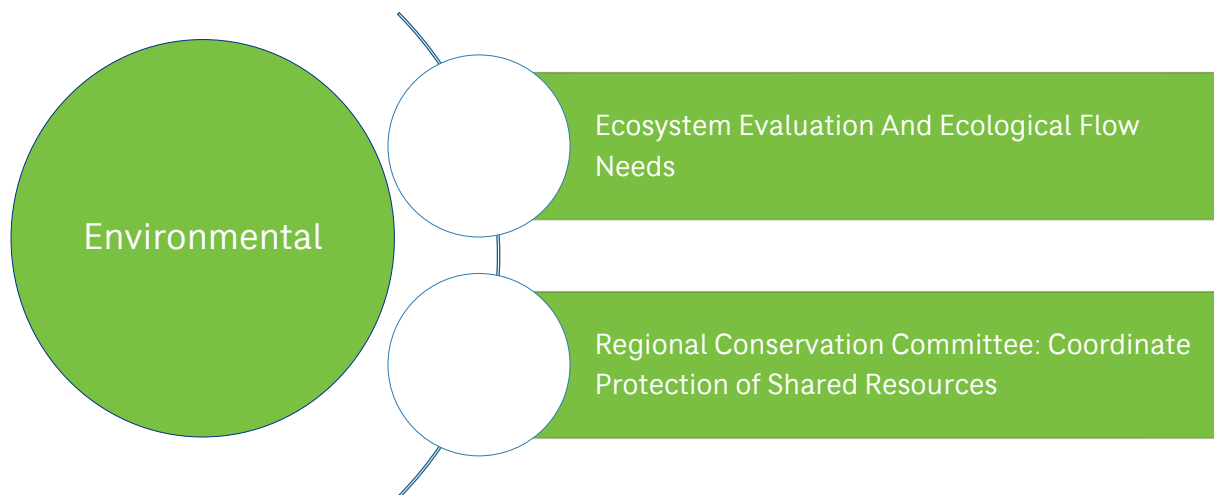 Environmental
Ecosystem Evaluation And Ecological Flow
Needs
Regional Conservation Committee: Coordinate
Protection of Shared Resources